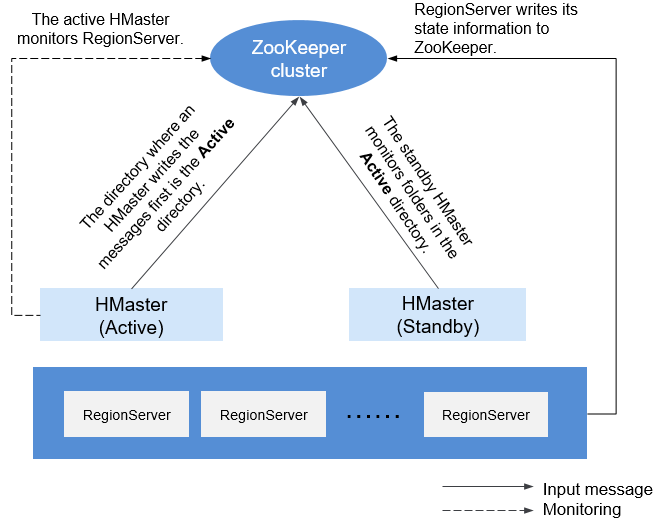 The active HMaster
monitors RegionServer.
RegionServer writes its
state information to
ZooKeeper.
ZooKeeper
cluster
The directory where an
HMaster writes the
messages first is the Active
directory.
The standby HMaster
monitors folders in the
Active directory.
HMaster
(Active)
HMaster
(Standby)
RegionServer
RegionServer
......
RegionServer
Input message
Monitoring